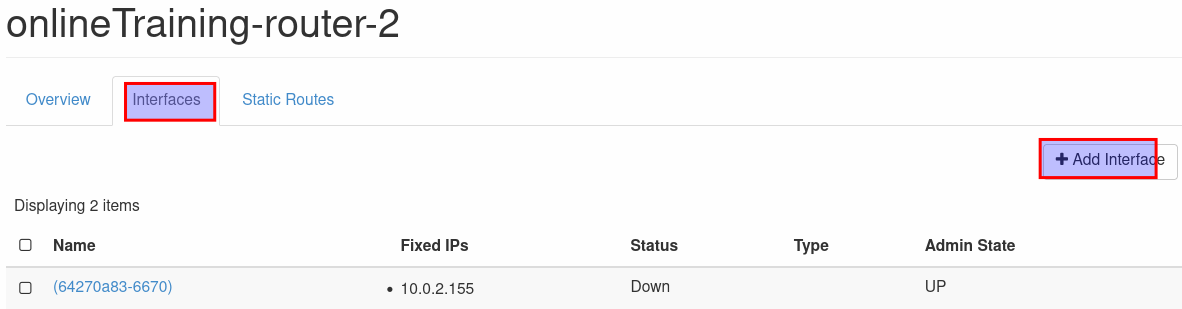 onlineTraining-router-2
Overview Interfaces Static Routes
+ Add Interface
Displaying 2 items
Name Fixed IPs Status Type Admin State
(64270a83-6670) • 10.0.2.155 Down UP